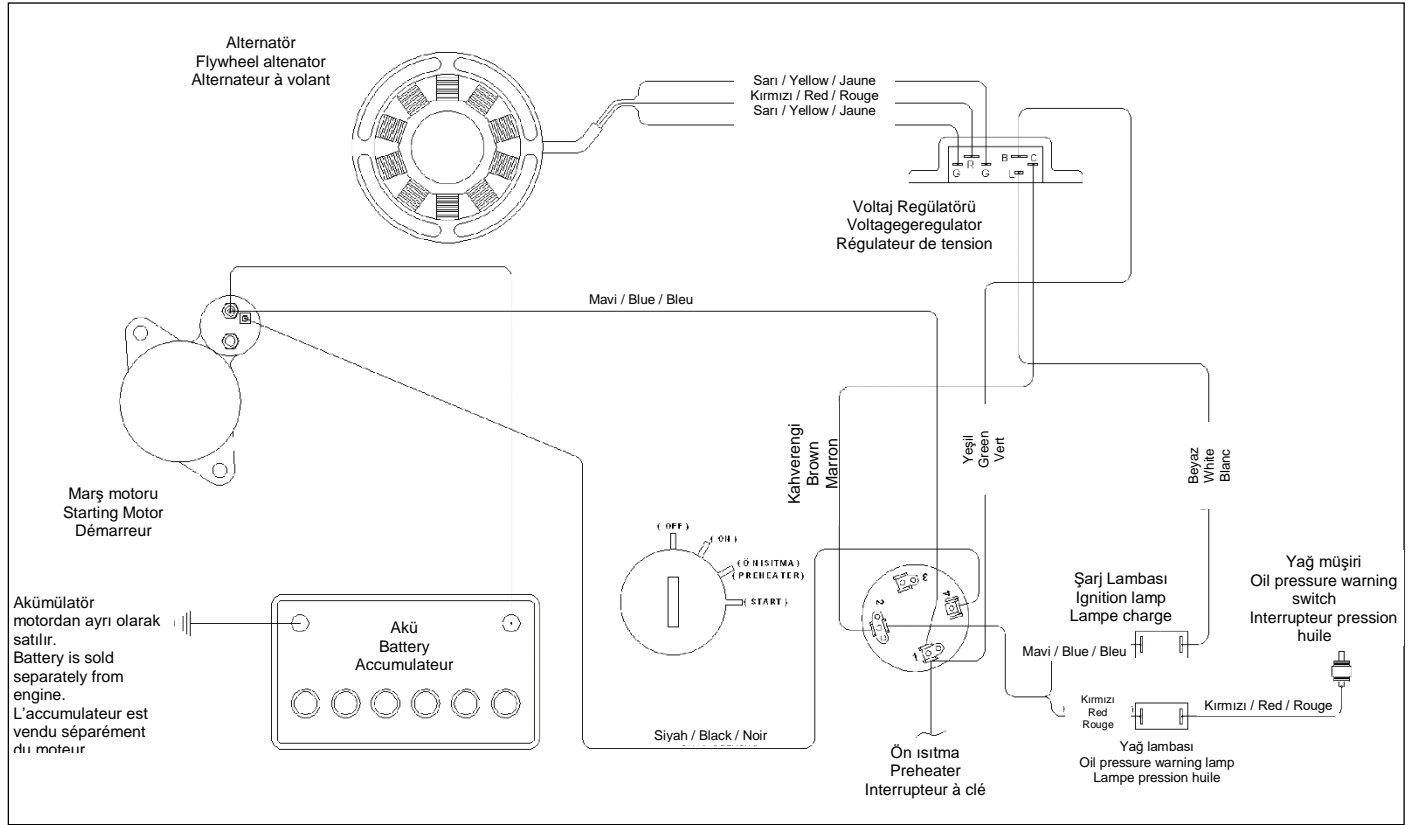 Alternatör
Flywheel altenator
Alternateur à volant
Sarı / Yellow / Jaune
Kırmızı / Red / Rouge
Sarı / Yellow / Jaune
G
R
G
B
L
C
Voltaj Regülatörü
Voltagegeregulator
Régulateur de tension
Mavi / Blue / Bleu
Marş motoru
Starting Motor
Démarreur
Kahverengi
Brown
Marron
Yeşil
Green
Vert
Beyaz
White
Blanc
( OFF )
( ON )
( ÖN ISITMA )
( PREHEATER )
( START )
3
4
2
1
Şarj Lambası
Ignition lamp
Lampe charge
Yağ müşiri
Oil pressure warning
switch
Interrupteur pression
huile
Akümülatör
motordan ayrı olarak
satılır.
Battery is sold
separately from
engine.
L'accumulateur est
vendu séparément
du moteur
Akü
Battery
Accumulateur
Mavi / Blue / Bleu
Kırmızı
Red
Rouge
Kırmızı / Red / Rouge
Siyah / Black / Noir
Ön ısıtma
Preheater
Interrupteur à clé
Yağ lambası
Oil pressure warning lamp
Lampe pression huile